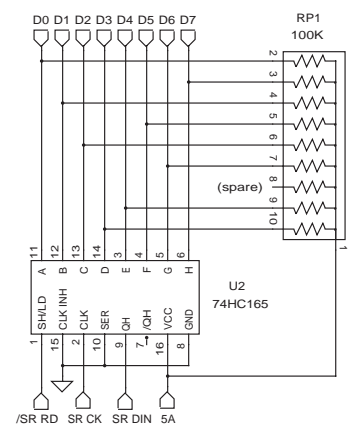 D0 D1 D2 D3 D4 D5 D6 D7
RP1
100K
2
3
4
5
6
7
(spare) 8
9
10
1
11 12 13 14 3 4 5 6
A B C D E F G H
U2
74HC165
SH/LD CLK INH CLK SER QH /QH VCC GND
1 15 2 10 9 7 16 8
/SR RD SR CK SR DIN 5A